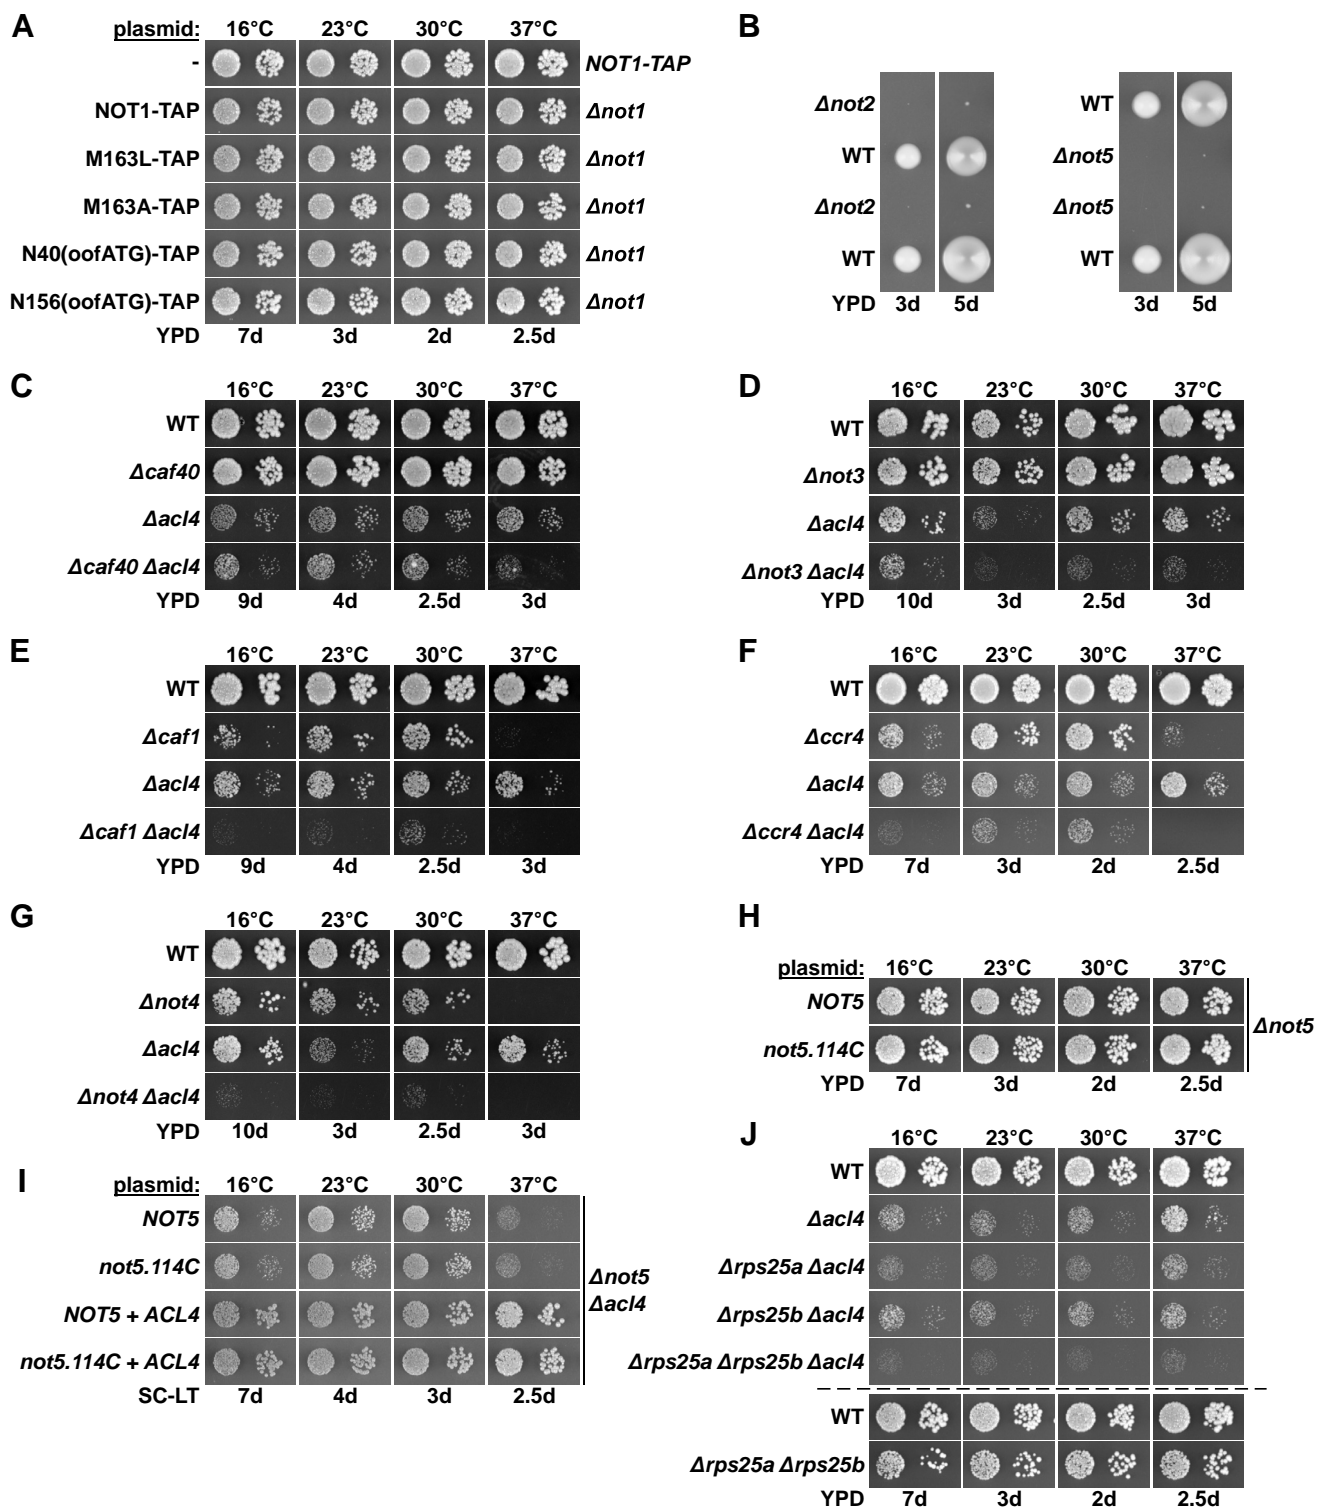 A
plasmid: 16°C 23°C 30°C 37°C
- NOT1-TAP
NOT1-TAP Δnot1
M163L-TAP Δnot1
M163A-TAP Δnot1
N40(oofATG)-TAP Δnot1
N156(oofATG)-TAP Δnot1
YPD 7d 3d 2d 2.5d
B
Δnot2 WT
WT Δnot5
Δnot2 Δnot5
WT WT
YPD 3d 5d 3d 5d
C
16°C 23°C 30°C 37°C
WT
Δcaf40
Δacl4
Δcaf40 Δacl4
YPD 9d 4d 2.5d 3d
D
16°C 23°C 30°C 37°C
WT
Δnot3
Δacl4
Δnot3 Δacl4
YPD 10d 3d 2.5d 3d
E
16°C 23°C 30°C 37°C
WT
Δcaf1
Δacl4
Δcaf1 Δacl4
YPD 9d 4d 2.5d 3d
F
16°C 23°C 30°C 37°C
WT
Δccr4
Δacl4
Δccr4 Δacl4
YPD 7d 3d 2d 2.5d
G
16°C 23°C 30°C 37°C
WT
Δnot4
Δacl4
Δnot4 Δacl4
YPD 10d 3d 2.5d 3d
H
plasmid: 16°C 23°C 30°C 37°C
NOT5
not5.114C
Δnot5
YPD 7d 3d 2d 2.5d
I
plasmid: 16°C 23°C 30°C 37°C
NOT5
not5.114C
NOT5 + ACL4
not5.114C + ACL4
Δnot5
Δacl4
SC-LT 7d 4d 3d 2.5d
J
16°C 23°C 30°C 37°C
WT
Δacl4
Δrps25a Δacl4
Δrps25b Δacl4
Δrps25a Δrps25b Δacl4
WT
Δrps25a Δrps25b
YPD 7d 3d 2d 2.5d